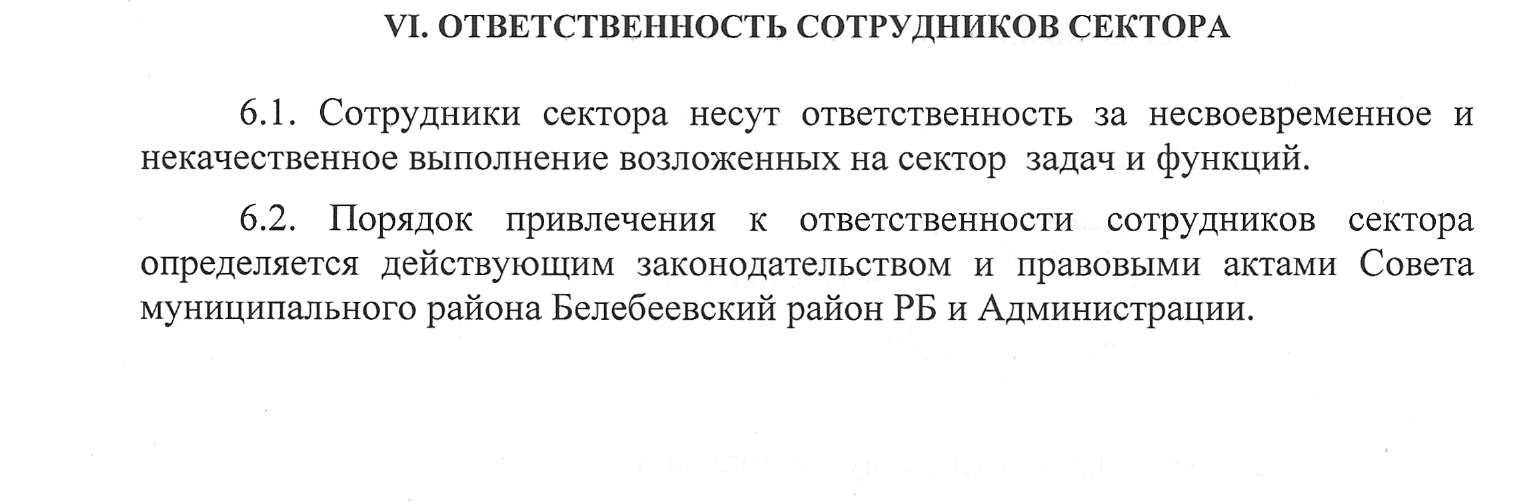 VI. ОТВЕТСТВЕННОСТЬ СОТРУДНИКОВ СЕКТОРА
6.1. Сотрудники сектора несут ответственность за несвоевременное и
некачественное выполнение возложенных на сектор задач и функций.
6.2. Порядок привлечения к ответственности сотрудников сектора
определяется действующим законодательством и правовыми актами Совета
муниципального района Белебеевский район РБ и Администрации.